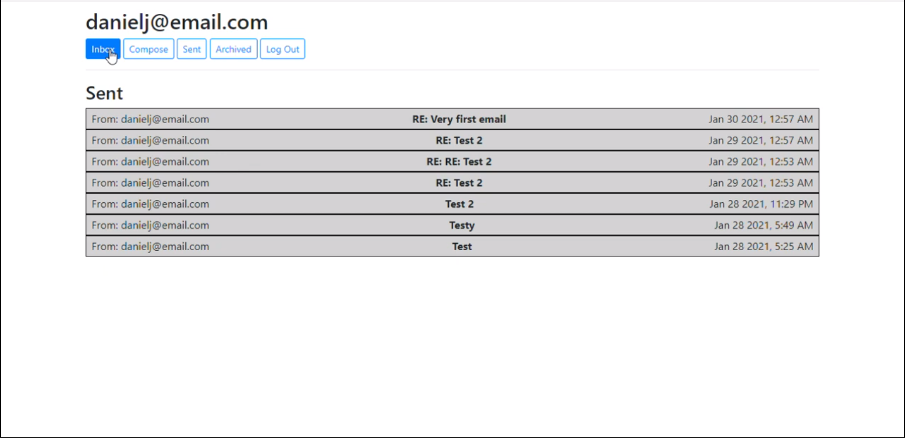 danielj@email.com
Inbox Compose Sent Archived Log Out
Sent
From: danielj@email.com RE: Very first email Jan 30 2021, 12:57 AM
From: danielj@email.com RE: Test 2 Jan 29 2021, 12:57 AM
From: danielj@email.com RE: RE: Test 2 Jan 29 2021, 12:53 AM
From: danielj@email.com RE: Test 2 Jan 29 2021, 12:53 AM
From: danielj@email.com Test 2 Jan 28 2021, 11:29 PM
From: danielj@email.com Testy Jan 28 2021, 5:49 AM
From: danielj@email.com Test Jan 28 2021, 5:25 AM